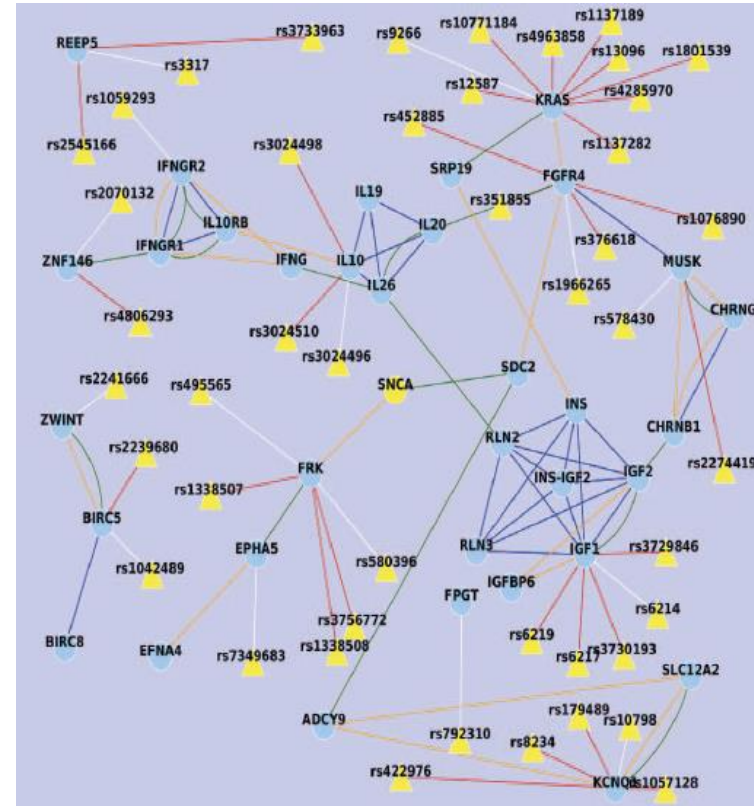 rs1137189
rs10771184
rs3733963
rs9266
rs4963858
REEP5
rs13096
rs1801539
rs3317
rs12587
rs4285970
rs1059293
KRAS
rs452885
rs2545166
rs3024498
rs1137282
IFNGR2
SRP19
FGFR4
rs2070132
IL19
rs351855
IL10RB
IL20
rs1076890
IFNGR1
rs376618
ZNF146
IFNG
IL10
MUSK
IL26
rs1966265
rs4806293
rs578430
CHRNG
rs3024510
rs3024496
SDC2
rs2241666
rs495565
SNCA
INS
ZWINT
CHRNB1
rs2239680
RLN2
FRK
INS-IGF2
IGF2
rs2274419
rs1338507
BIRC5
EPHA5
RLN3
IGF1
rs3729846
rs1042489
rs580396
IGFBP6
FPGT
rs6214
rs3756772
rs6219
BIRC8
EFNA4
rs7349683
rs1338508
rs6217
rs3730193
SLC12A2
ADCY9
rs179489
rs10798
rs792310
rs8234
rs422976
KCNQ1
rs1057128